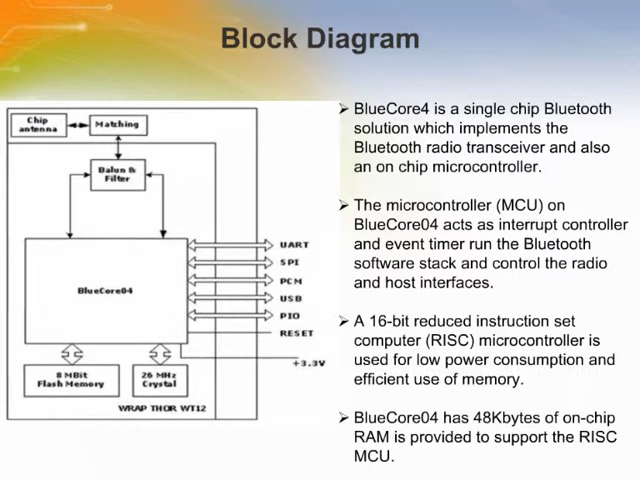 Block Diagram
Chip
antenna
Matching
Balun &
Filter
BlueCore04
UART
SPI
PCM
USB
PIO
RESET
+3.3V
8 MBit
Flash Memory
26 MHz
Crystal
WRAP THOR WT12
➢ BlueCore4 is a single chip Bluetooth
solution which implements the
Bluetooth radio transceiver and also
an on chip microcontroller.
➢ The microcontroller (MCU) on
BlueCore04 acts as interrupt controller
and event timer run the Bluetooth
software stack and control the radio
and host interfaces.
➢ A 16-bit reduced instruction set
computer (RISC) microcontroller is
used for low power consumption and
efficient use of memory.
➢ BlueCore04 has 48Kbytes of on-chip
RAM is provided to support the RISC
MCU.